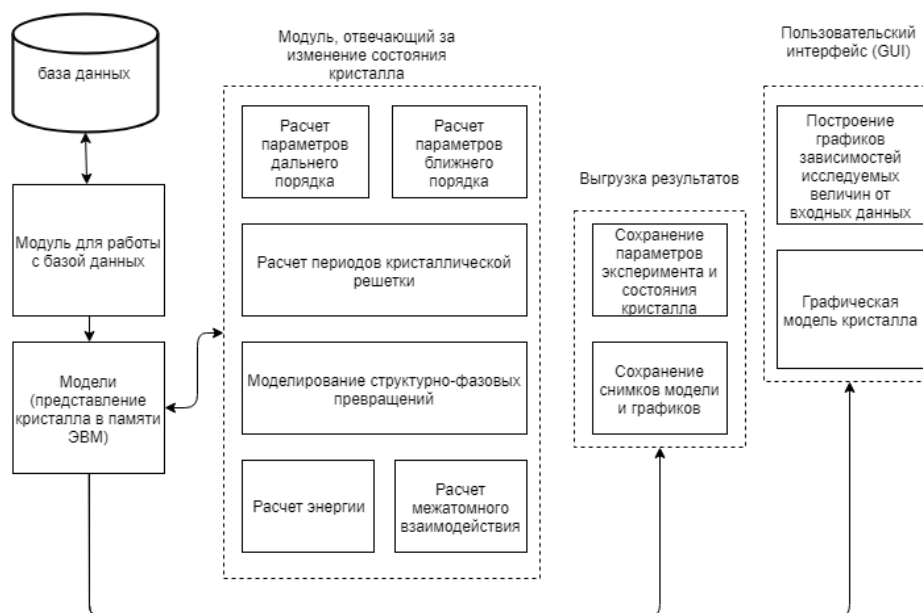 база данных
Модуль для работы
с базой данных
Модели
(представление
кристалла в памяти
ЭВМ)
Модуль, отвечающий за
изменение состояния
кристалла
Расчет
параметров
дальнего
порядка
Расчет
параметров
ближнего
порядка
Расчет периодов кристаллической
решетки
Моделирование структурно-фазовых
превращений
Расчет энергии
Расчет
межатомного
взаимодействия
Выгрузка результатов
Сохранение
параметров
эксперимента и
состояния
кристалла
Сохранение
снимков модели
и графиков
Пользовательский
интерфейс (GUI)
Построение
графиков
зависимостей
исследуемых
величин от
входных данных
Графическая
модель кристалла